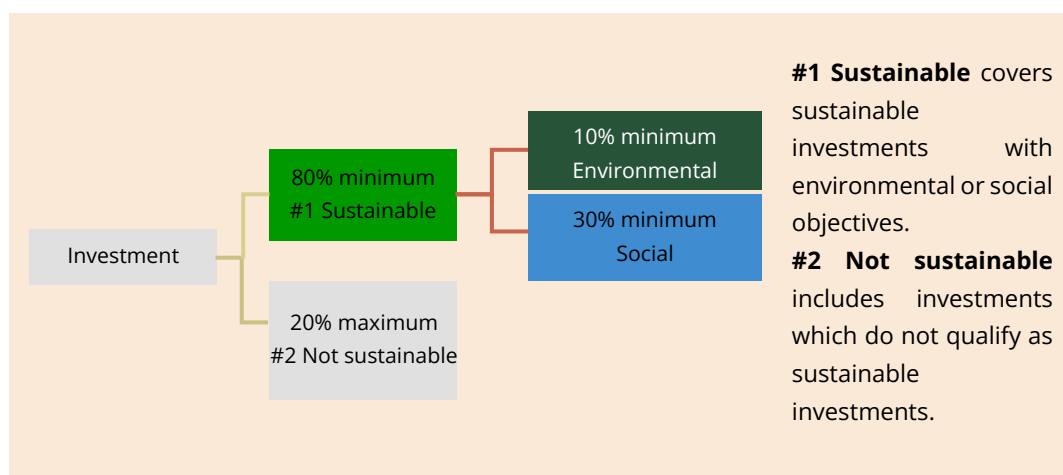 Investment
80% minimum
#1 Sustainable
20% maximum
#2 Not sustainable
10% minimum
Environmental
30% minimum
Social
#1 Sustainable covers
sustainable
investments with
environmental or social
objectives.
#2 Not sustainable
includes investments
which do not qualify as
sustainable
investments.